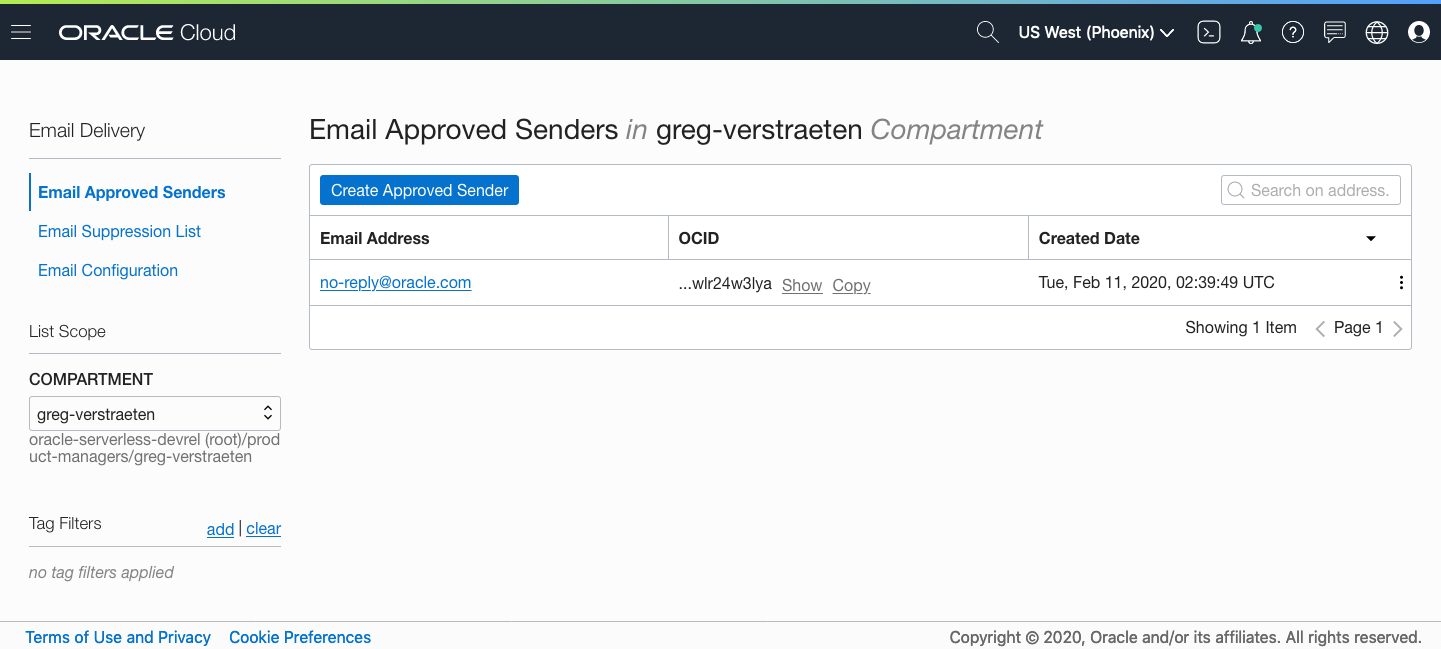 ORACLE Cloud
US West (Phoenix)
Email Delivery
Email Approved Senders
Email Suppression List
Email Configuration
List Scope
COMPARTMENT
greg-verstraeten
oracle-serverless-devrel (root)/prod
uct-managers/greg-verstraeten
Tag Filters
add | clear
no tag filters applied
Email Approved Senders in greg-verstraeten Compartment
Create Approved Sender
Search on address.
Email Address OCID Created Date
no-reply@oracle.com ...wlr24w3lya Show Copy Tue, Feb 11, 2020, 02:39:49 UTC
Showing 1 Item < Page 1 >
Terms of Use and Privacy Cookie Preferences
Copyright © 2020, Oracle and/or its affiliates. All rights reserved.